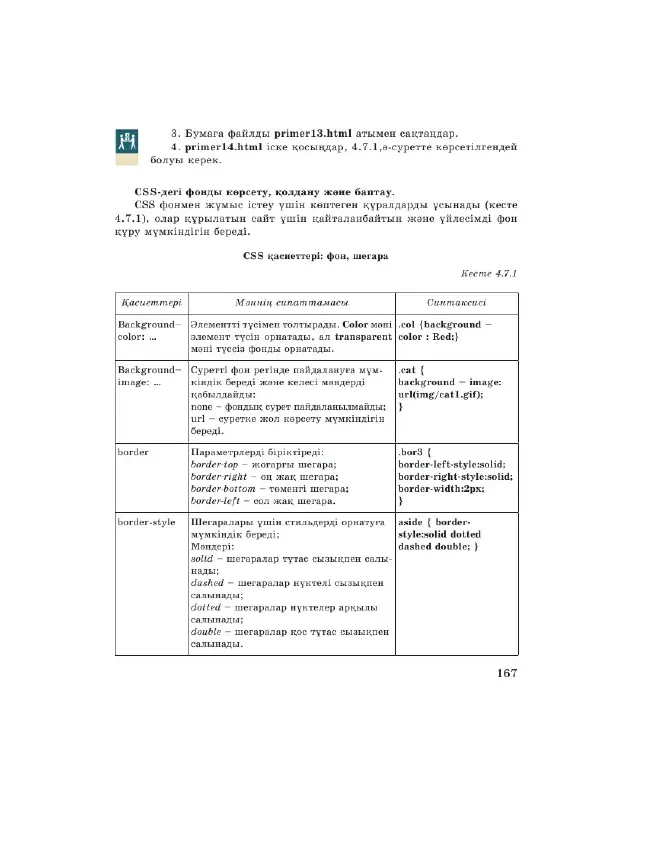 3. Бумаға файлды primer13.html атымен сақтаңдар.
4. primer14.html іске қосыңдар, 4.7.1,ә-суретте көрсетілгендей
болуы керек.
CSS-дегі фонды көрсету, қолдану және баптау.
CSS фонмен жұмыс істеу үшін көптеген құралдарды ұсынады (кесте
4.7.1), олар құрылатын сайт үшін қайталанбайтын және үйлесімді фон
құру мүмкіндігін береді.
CSS қасиеттері: фон, шегара
Кесте 4.7.1
Қасиеттері
Мәннің сипаттамасы
Синтаксисі
Background–
color: ...
Элементті түсімен толтырады. Color мәні
элемент түсін орнатады, ал transparent
мәні түссіз фонды орнатады.
.col {background –
color : Red;}
Background–
image: ...
Суретті фон ретінде пайдалануға мүм-
кіндік береді және келесі мәндерді
қабылдайды:
none – фондық сурет пайдаланылмайды;
url – суретке жол көрсету мүмкіндігін
береді.
.cat {
background – image:
url(img/cat1.gif);
}
border
Параметрлерді біріктіреді:
border-top – жоғарғы шегара;
border-right – оң жақ шегара;
border-bottom – төменгі шегара;
border-left – сол жақ шегара.
.bor3 {
border-left-style:solid;
border-right-style:solid;
border-width:2px;
}
border-style
Шегаралары үшін стильдерді орнатуға
мүмкіндік береді;
Мәндері:
solid – шегаралар тұтас сызықпен салы-
нады;
dashed – шегаралар нүктелі сызықпен
салынады;
dotted – шегаралар нүктелер арқылы
салынады;
double – шегаралар қос тұтас сызықпен
салынады.
aside { border-
style:solid dotted
dashed double; }
167